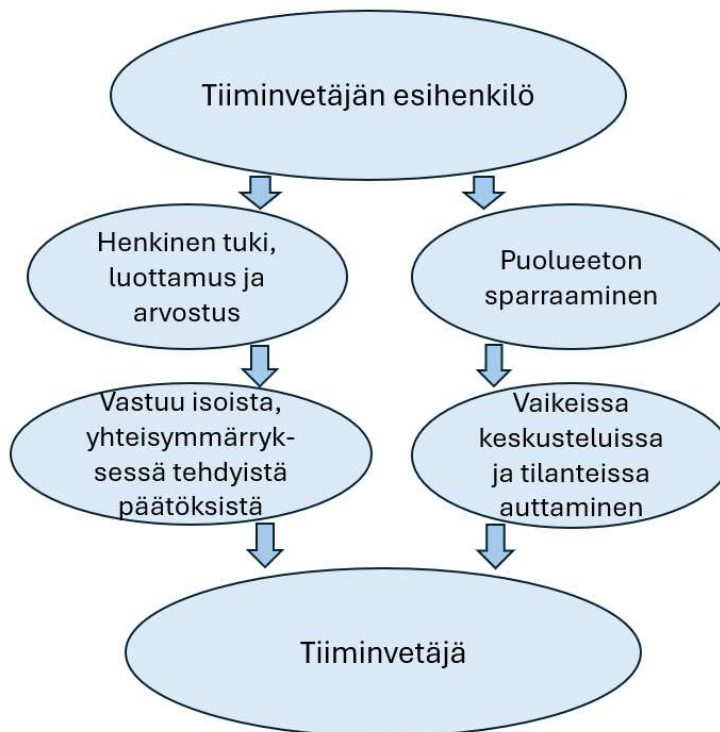 Tiiminvetäjän esihenkilö
Henkinen tuki,
luottamus ja
arvostus
Puolueeton
sparraaminen
Vastuu isoista,
yhteisymmärryk-
sessä tehdyistä
päätöksistä
Vaikeissa
keskusteluissa
ja tilanteissa
auttaminen
Tiiminvetäjä